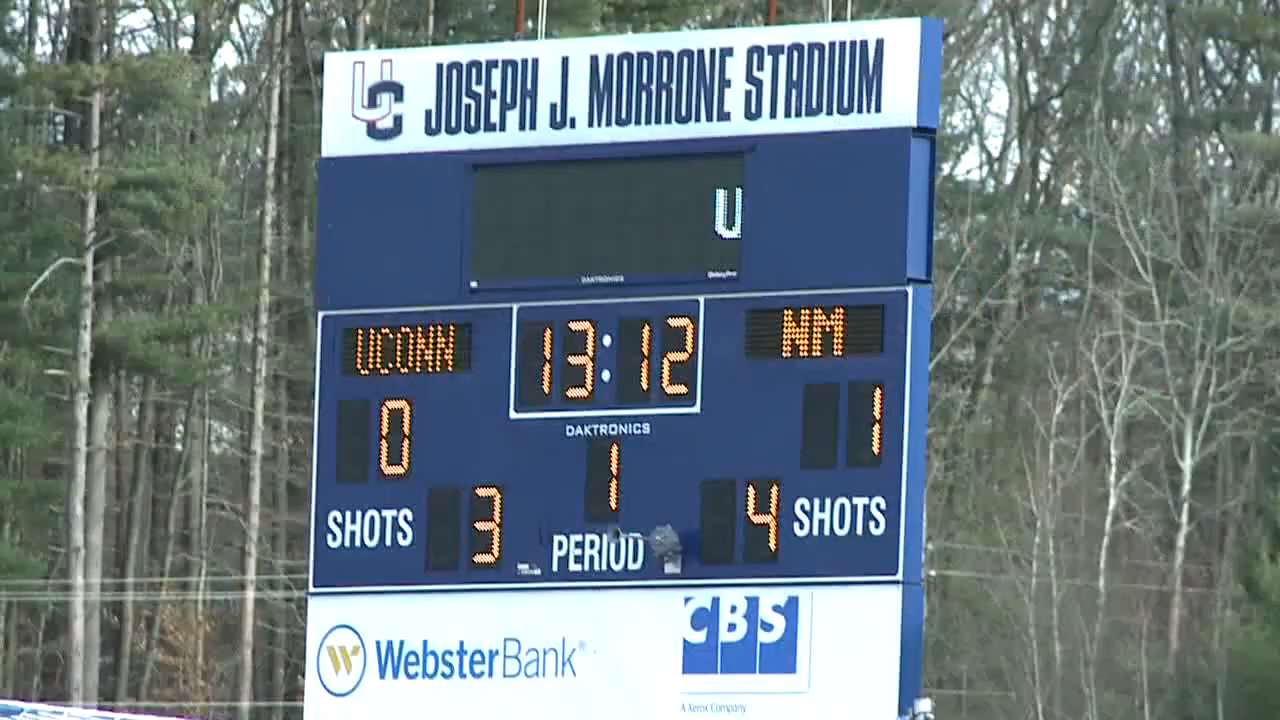 UC JOSEPH J. MORRONE STADIUM
U
DAKTRONICS
UCONN 13:12 NM
0 1
DAKTRONICS
1
SHOTS 3 4 SHOTS
PERIOD
W WebsterBank®
CBS
A Xerox Company